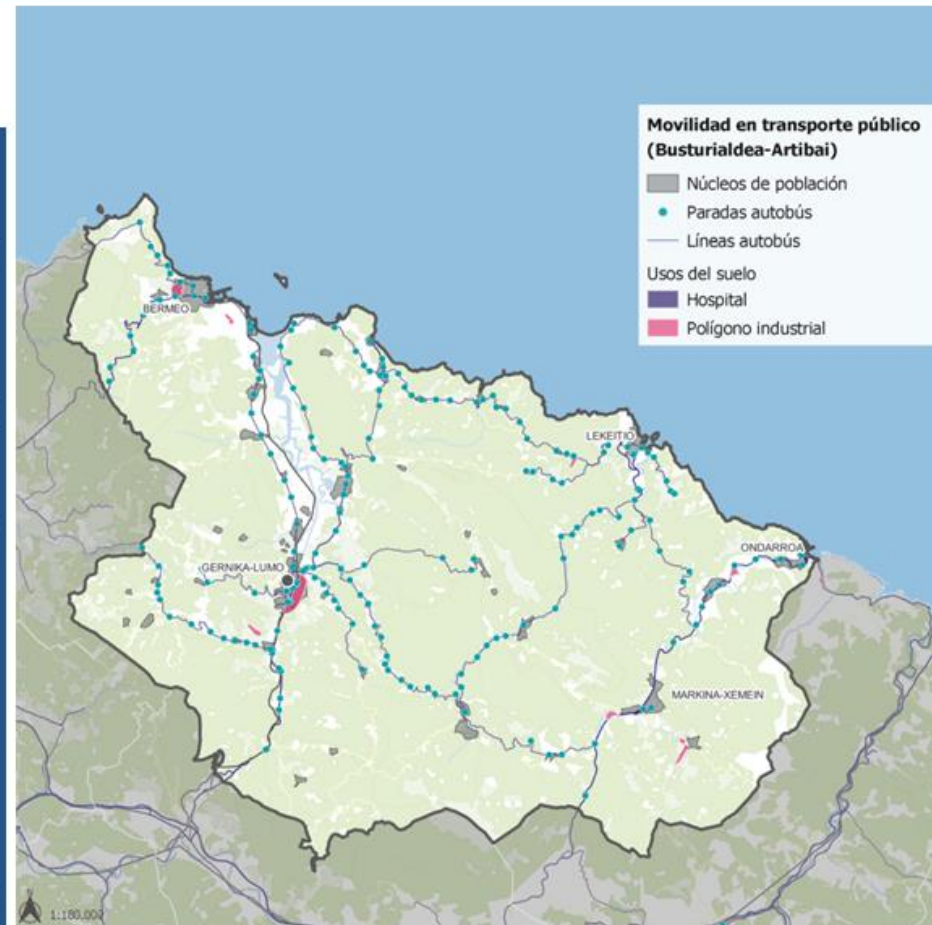 Movilidad en transporte público
(Busturialdea-Artibai)
Núcleos de población
Paradas autobús
Líneas autobús
Usos del suelo
Hospital
Polígono industrial
BERMEO
LEKEITIO
ONDARROA
GERNIKA-LUMO
MARKINA-XEMEIN
1:180.000